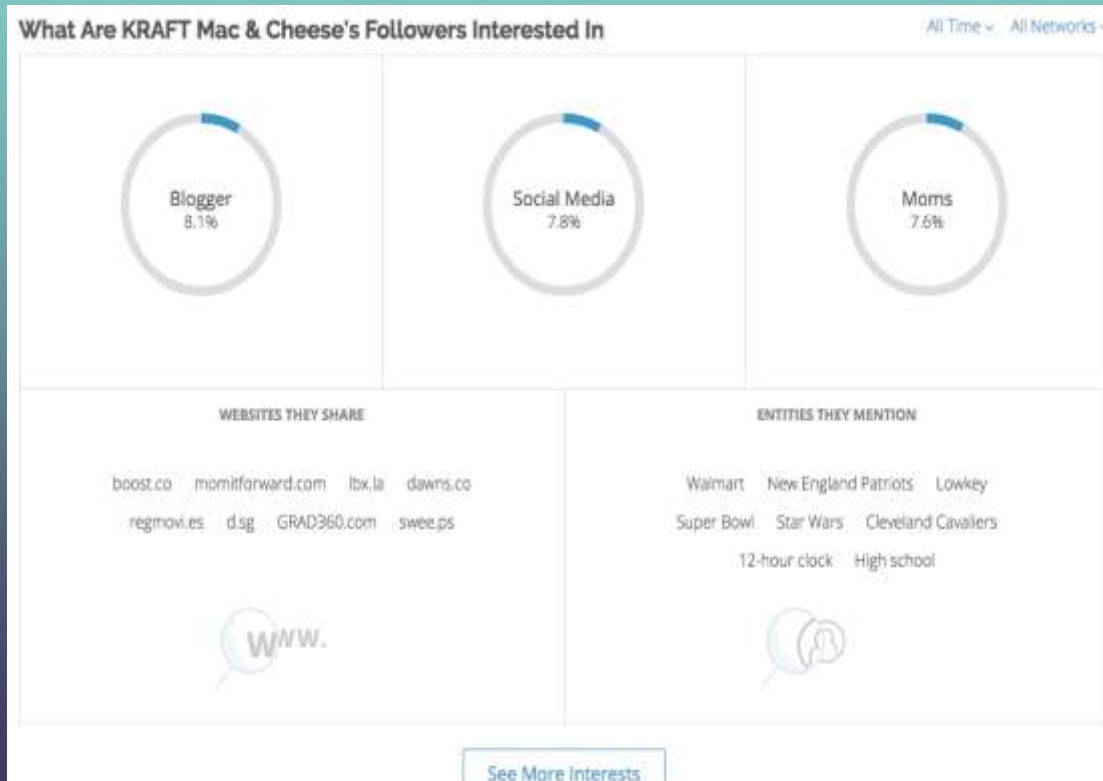 What Are KRAFT Mac & Cheese's Followers Interested In
All Time All Networks
Blogger
8.1%
Social Media
7.8%
Moms
7.6%
WEBSITES THEY SHARE
boost.co momitforward.com lbx.la dawns.co
regmovi.es d.sg GRAD360.com swee.ps
WWW.
ENTITIES THEY MENTION
Walmart New England Patriots Lowkey
Super Bowl Star Wars Cleveland Cavaliers
12-hour clock High school
See More Interests